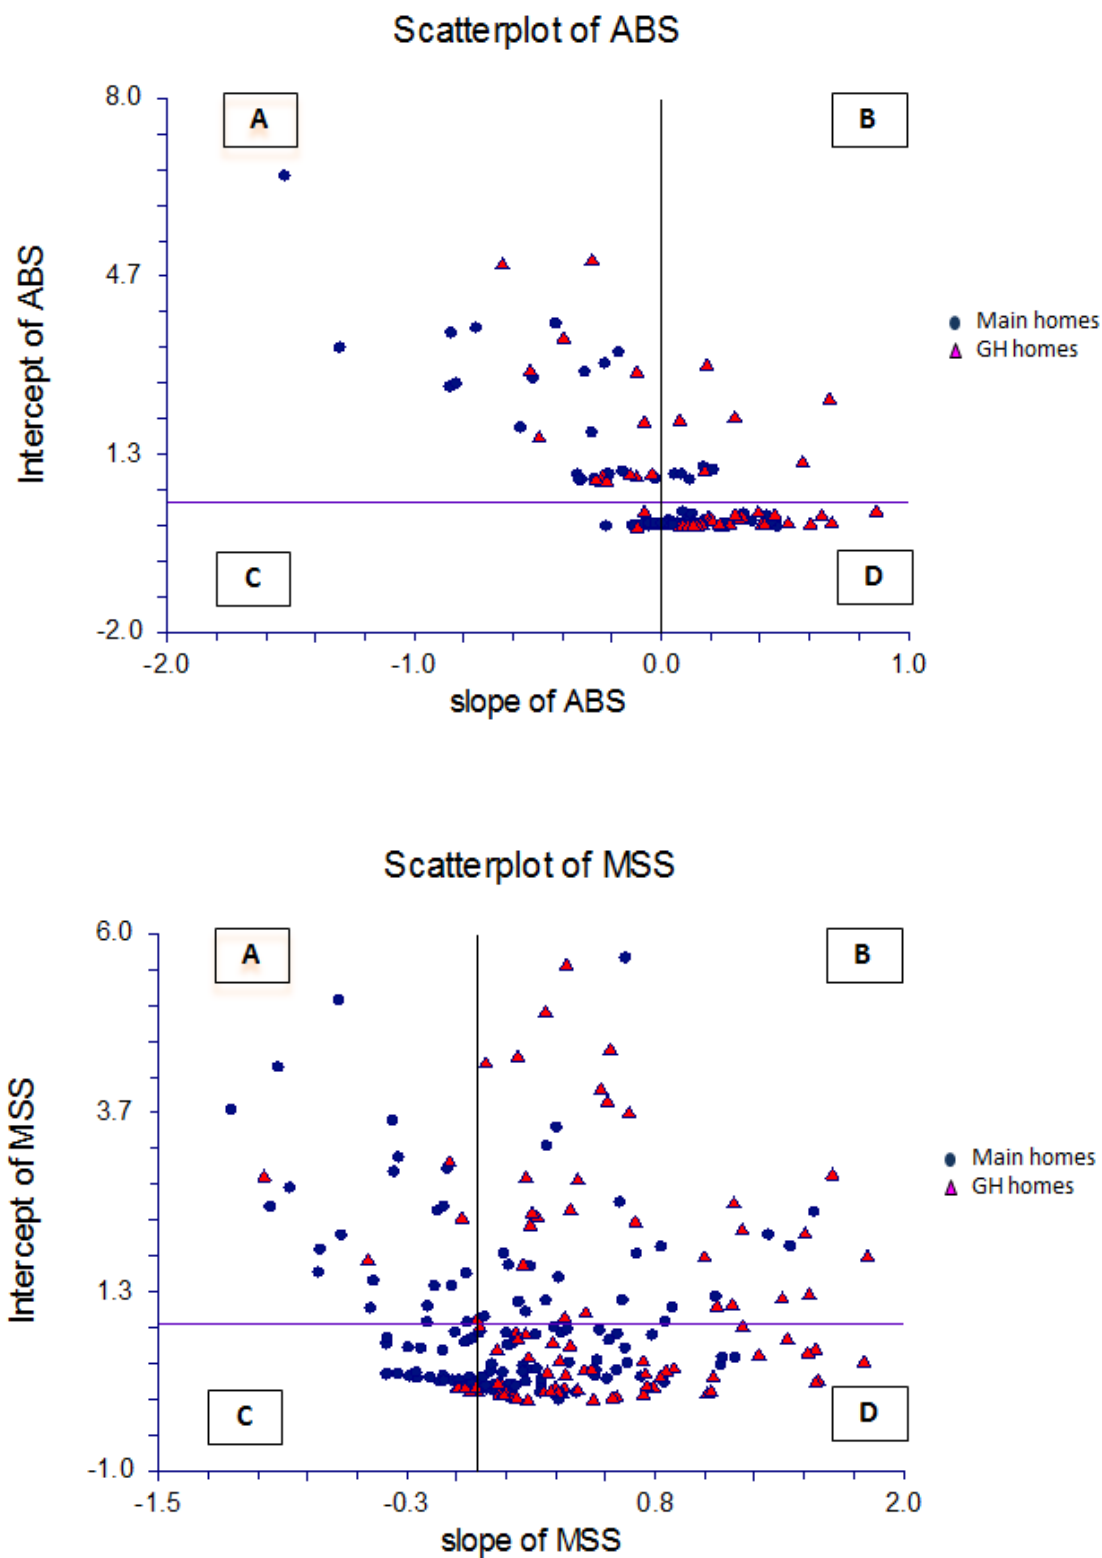 Scatterplot of ABS
8.0
A
B
4.7
Intercept of ABS
Main homes
GH homes
1.3
C
D
-2.0
-2.0 -1.0 0.0 1.0
slope of ABS
Scatterplot of MSS
6.0
A
B
3.7
Intercept of MSS
Main homes
GH homes
1.3
C
D
-1.0
-1.5 -0.3 0.8 2.0
slope of MSS